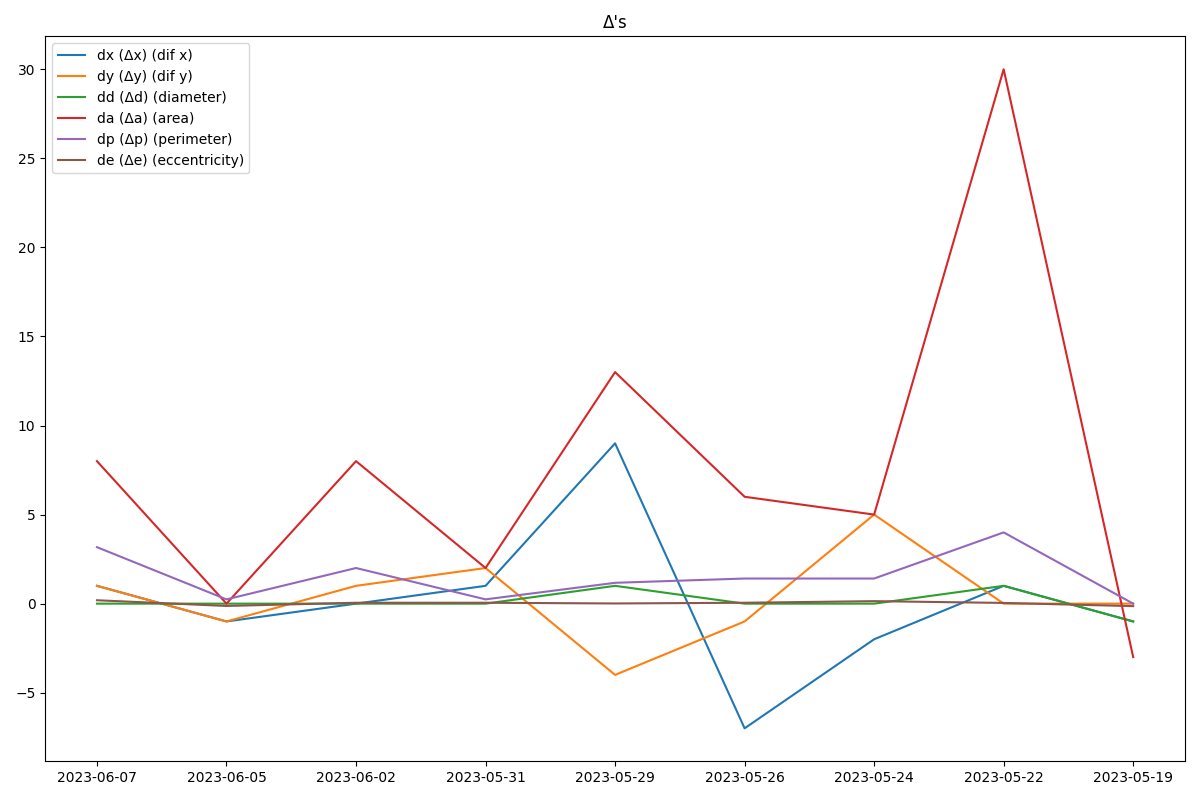 Δ's
dx (Δx) (dif x)
dy (Δy) (dif y)
dd (Δd) (diameter)
da (Δa) (area)
dp (Δp) (perimeter)
de (Δe) (eccentricity)
30
25
20
15
10
5
0
−5
2023-06-07 2023-06-05 2023-06-02 2023-05-31 2023-05-29 2023-05-26 2023-05-24 2023-05-22 2023-05-19